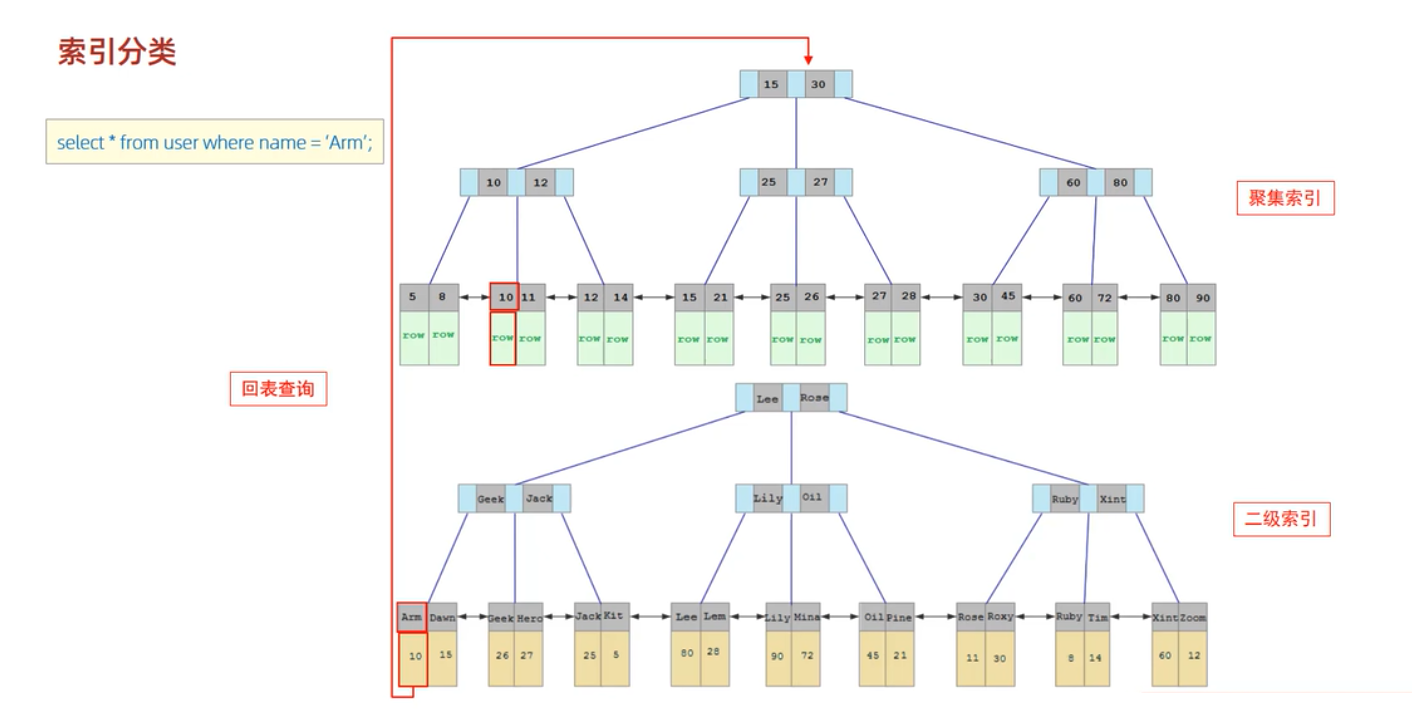 索引分类
select * from user where name = ‘Arm’;
15 30
10 12 25 27 60 80
聚集索引
5 8 10 11 12 14 15 21 25 26 27 28 30 45 60 72 80 90
row row row row row row row row row row row row row row row row row row
回表查询
Lee Rose
Geek Jack Lily Oil Ruby Xint
二级索引
Arm Dawn Geek Hero Jack Kit Lee Lem Lily Mina Oil Pine Rose Roxy Ruby Tim Xint Zoom
10 15 26 27 25 5 80 28 90 72 45 21 11 30 8 14 60 12